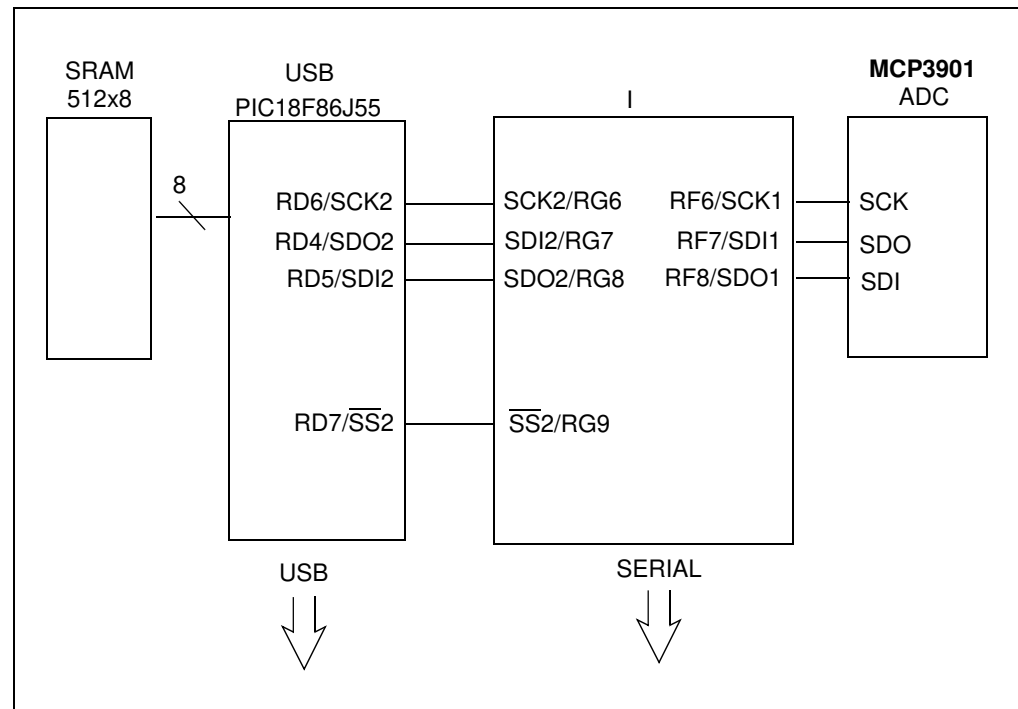 SRAM
512x8
USB
PIC18F86J55
I
MCP3901
ADC
8
RD6/SCK2
RD4/SDO2
RD5/SDI2
RD7/SS2
SCK2/RG6
SDI2/RG7
SDO2/RG8
SS2/RG9
RF6/SCK1
RF7/SDI1
RF8/SDO1
SCK
SDO
SDI
USB
SERIAL